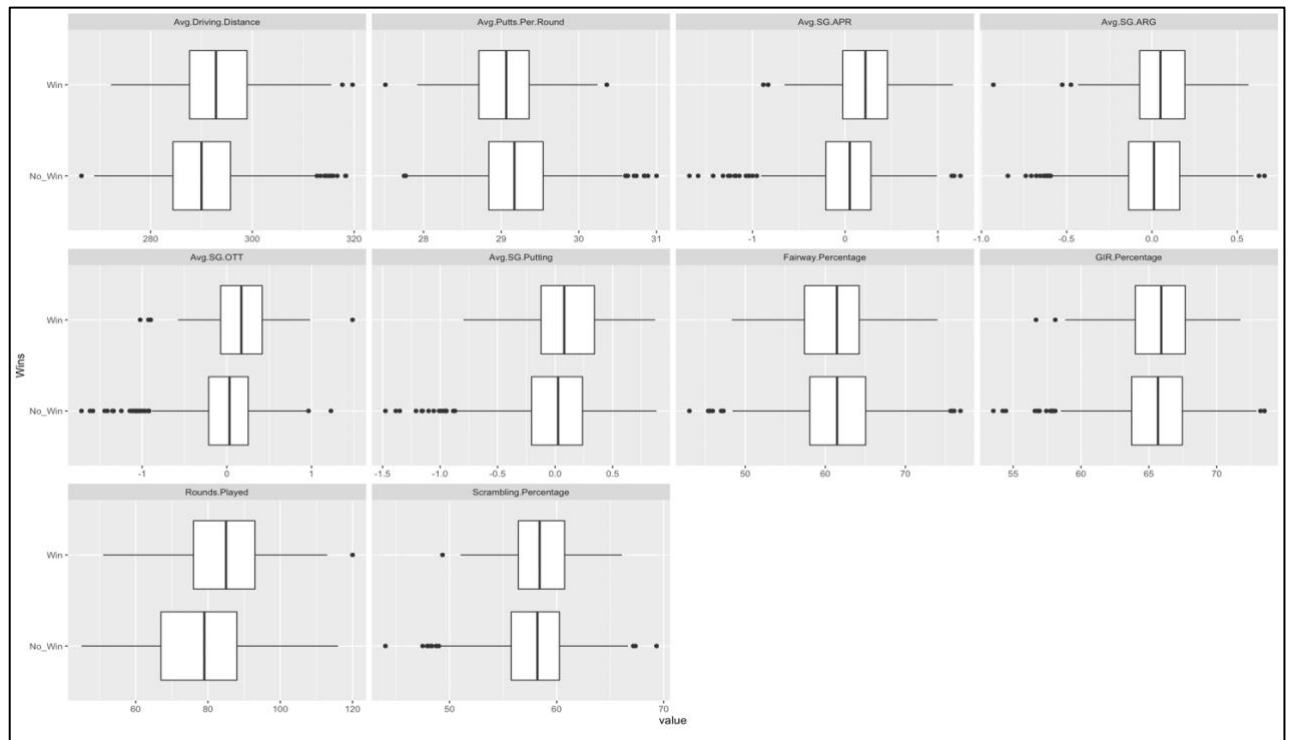 Avg.Driving.Distance Avg.Putts.Per.Round Avg.SG.APR Avg.SG.ARG
Win
No_Win
280 300 320 28 29 30 31 -1 0 1 -1.0 -0.5 0.0 0.5
Avg.SG.OTT Avg.SG.Putting Fairway.Percentage GIR.Percentage
Win
Wins
No_Win
-1 0 1 -1.5 -1.0 -0.5 0.0 0.5 50 60 70 55 60 65 70
Rounds.Played Scrambling.Percentage
Win
No_Win
60 80 100 120 50 60 70
value